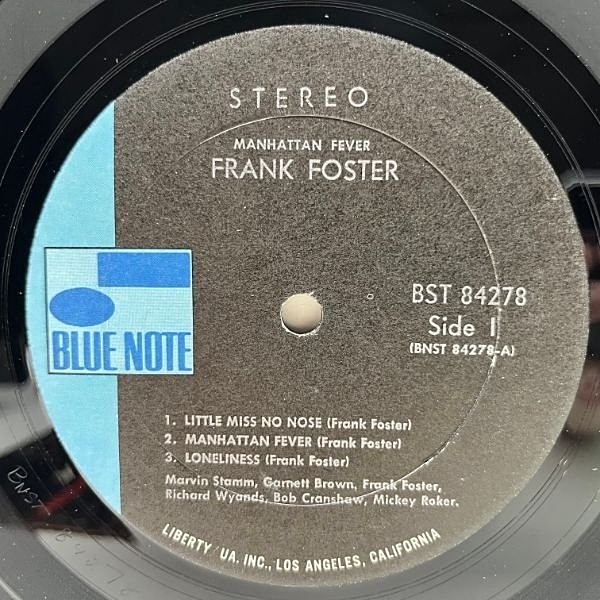 STEREO
MANHATTAN FEVER
FRANK FOSTER
BST 84278
Side 1
(BNST 84278-A)
BLUE NOTE
1. LITTLE MISS NO NOSE (Frank Foster)
2. MANHATTAN FEVER (Frank Foster)
3. LONELINESS (Frank Foster)
Marvin Stamm, Garnett Brown, Frank Foster,
Richard Wyands, Bob Cranshaw, Mickey Roker.
LIBERTY UA, INC., LOS ANGELES, CALIFORNIA
BNST